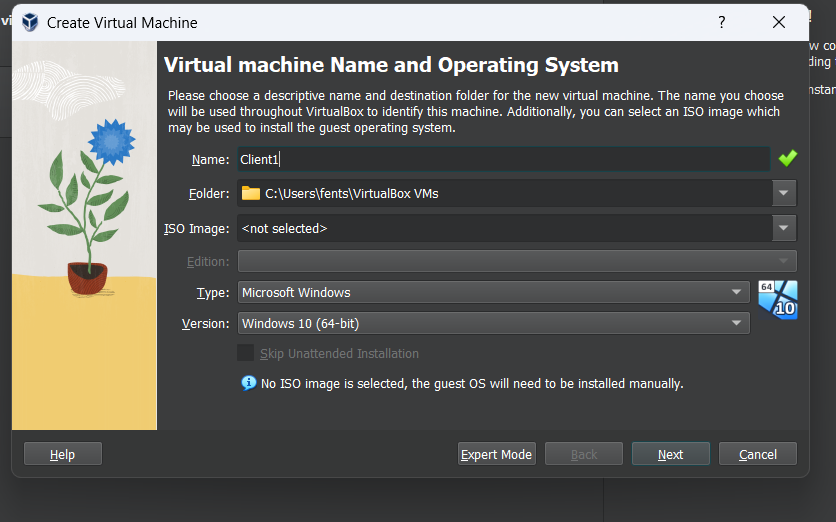 Create Virtual Machine
?
Virtual machine Name and Operating System
Please choose a descriptive name and destination folder for the new virtual machine. The name you choose
will be used throughout VirtualBox to identify this machine. Additionally, you can select an ISO image which
may be used to install the guest operating system.
Name: Client1
Folder: C:\Users\fents\VirtualBox VMs
ISO Image: <not selected>
Edition:
Type: Microsoft Windows
64
10
Version: Windows 10 (64-bit)
Skip Unattended Installation
No ISO image is selected, the guest OS will need to be installed manually.
Help Expert Mode Back Next Cancel